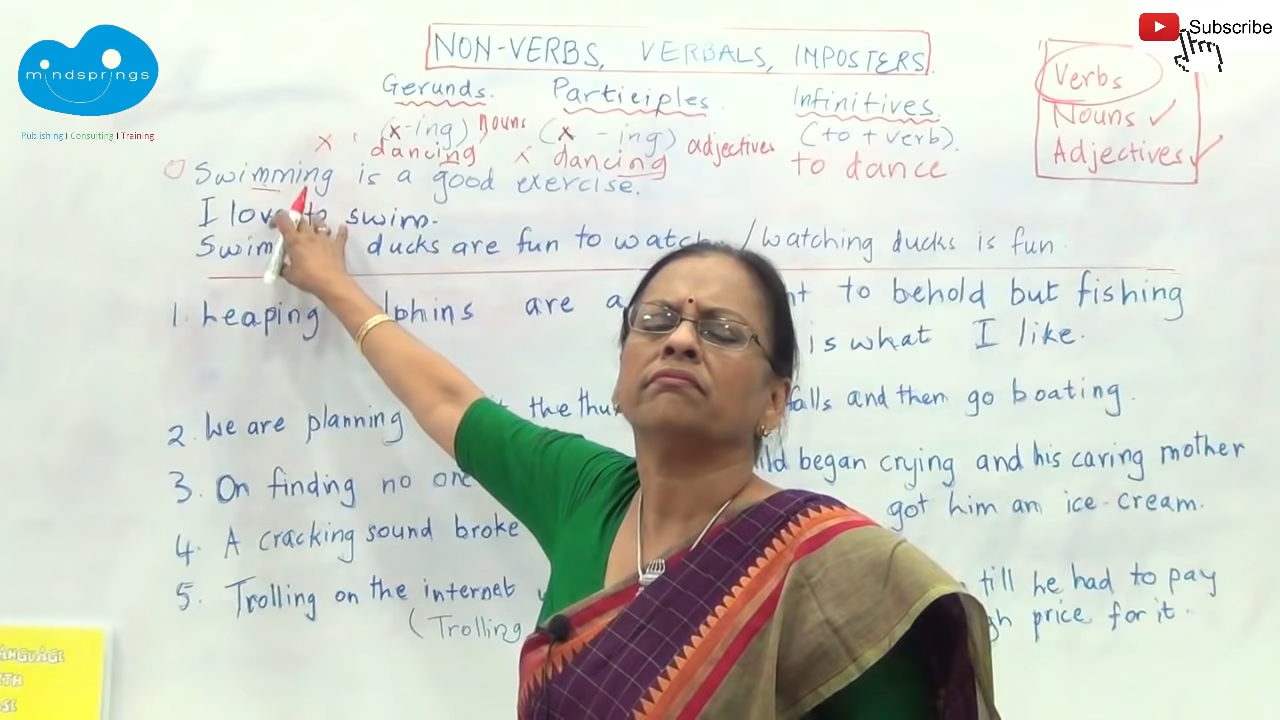 mindsprings
Publishing I Consulting I Training
Subscribe
NON-VERBS, VERBALS, IMPOSTERS.
Verbs
Nouns ✓
Adjectives ✓
Gerunds. Participles. Infinitives.
x (x-ing) Nouns (x -ing) adjectives (to + verb).
dancing x dancing to dance
Swimming is a good exercise.
I love to swim.
Swim ducks are fun to watch / watching ducks is fun.
1. Leaping phins are a to behold but fishing
is what I like.
2. We are planning the thu falls and then go boating.
3. On finding no one ild began crying and his caring mother
got him an ice-cream.
4. A cracking sound broke
5. Trolling on the internet till he had to pay
(Trolling gh price for it.
ANGUAGE